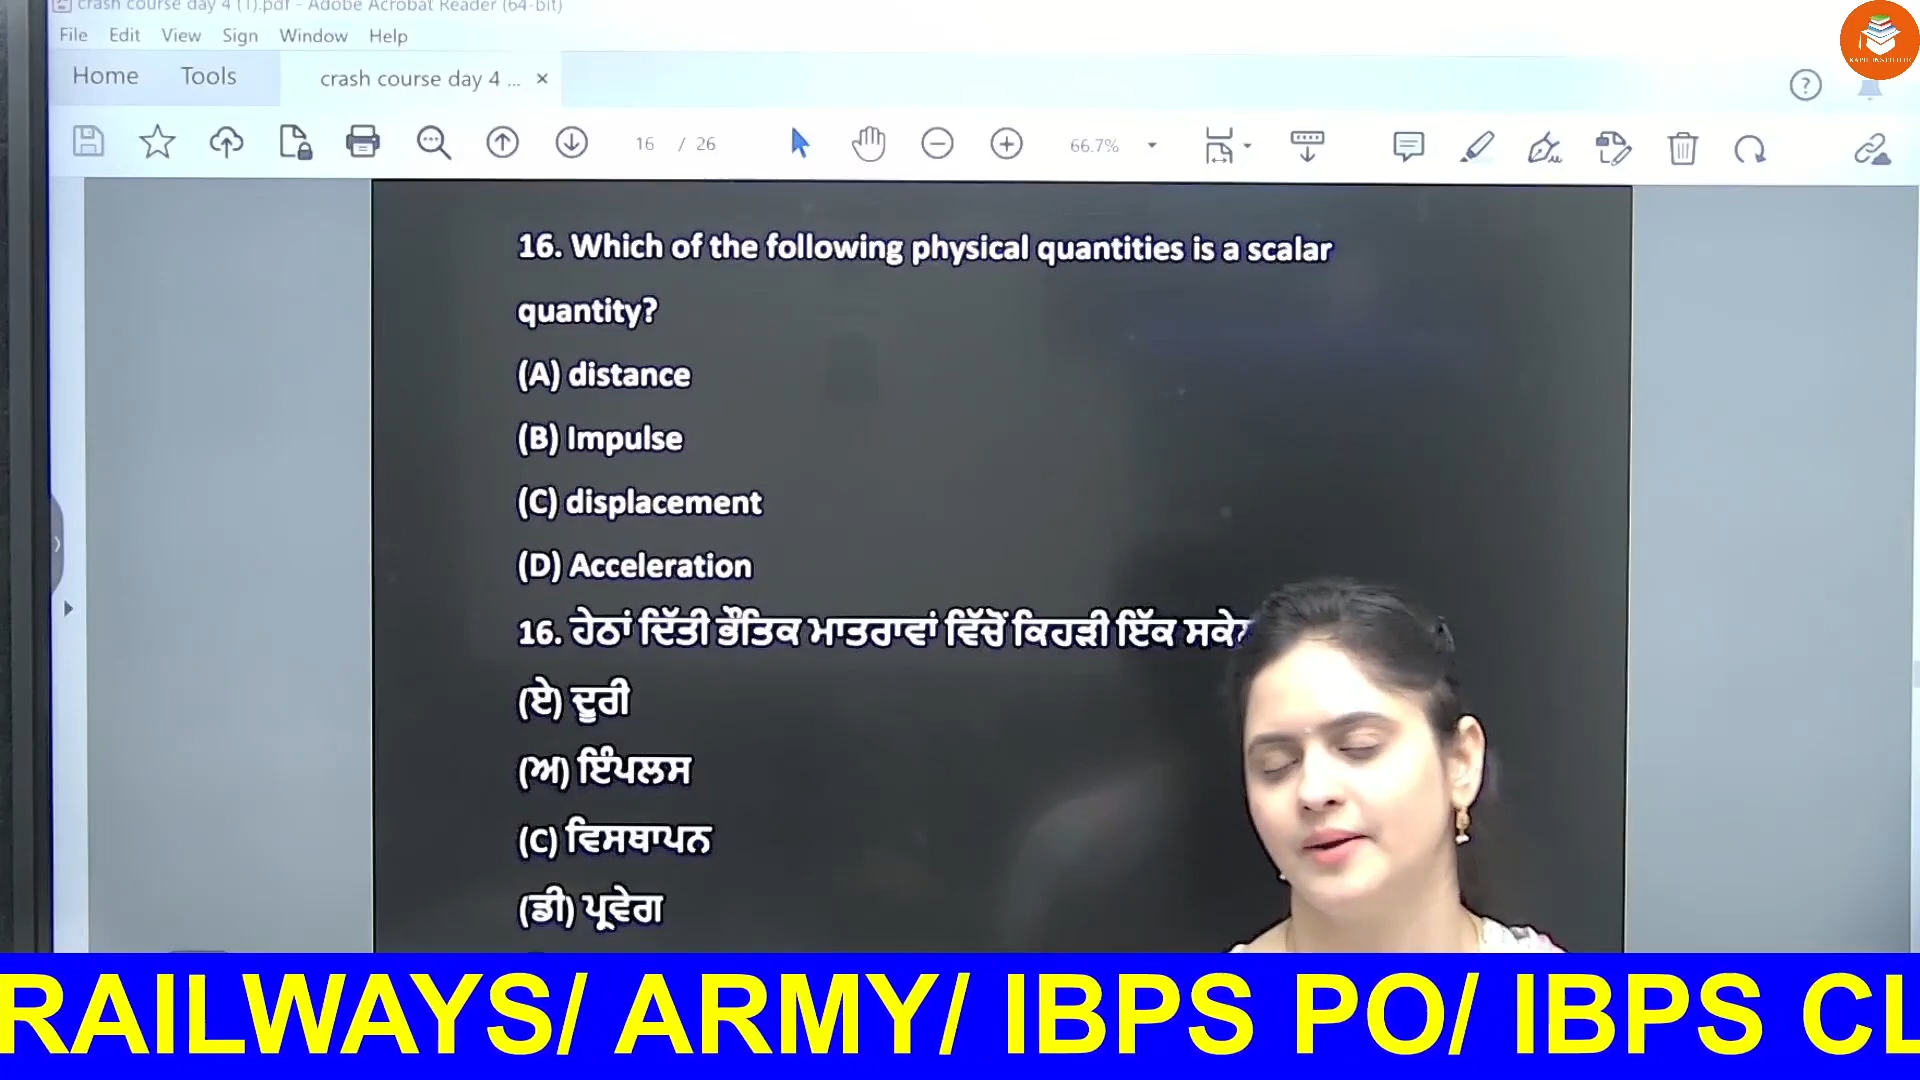 crash course day 4 (1).pdf - Adobe Acrobat Reader (64-bit)
File Edit View Sign Window Help
Home Tools crash course day 4 ...
16 / 26 66.7%
16. Which of the following physical quantities is a scalar
quantity?
(A) distance
(B) Impulse
(C) displacement
(D) Acceleration
16. ਹੇਠਾਂ ਦਿੱਤੀ ਭੌਤਿਕ ਮਾਤਰਾਵਾਂ ਵਿੱਚੋਂ ਕਿਹੜੀ ਇੱਕ
(ਏ) ਦੂਰੀ
(ਅ) ਇੰਪਲਸ
(C) ਵਿਸਥਾਪਨ
(ਡੀ) ਪ੍ਰਵੇਗ
RAILWAYS/ ARMY/ IBPS PO/ IBPS CL